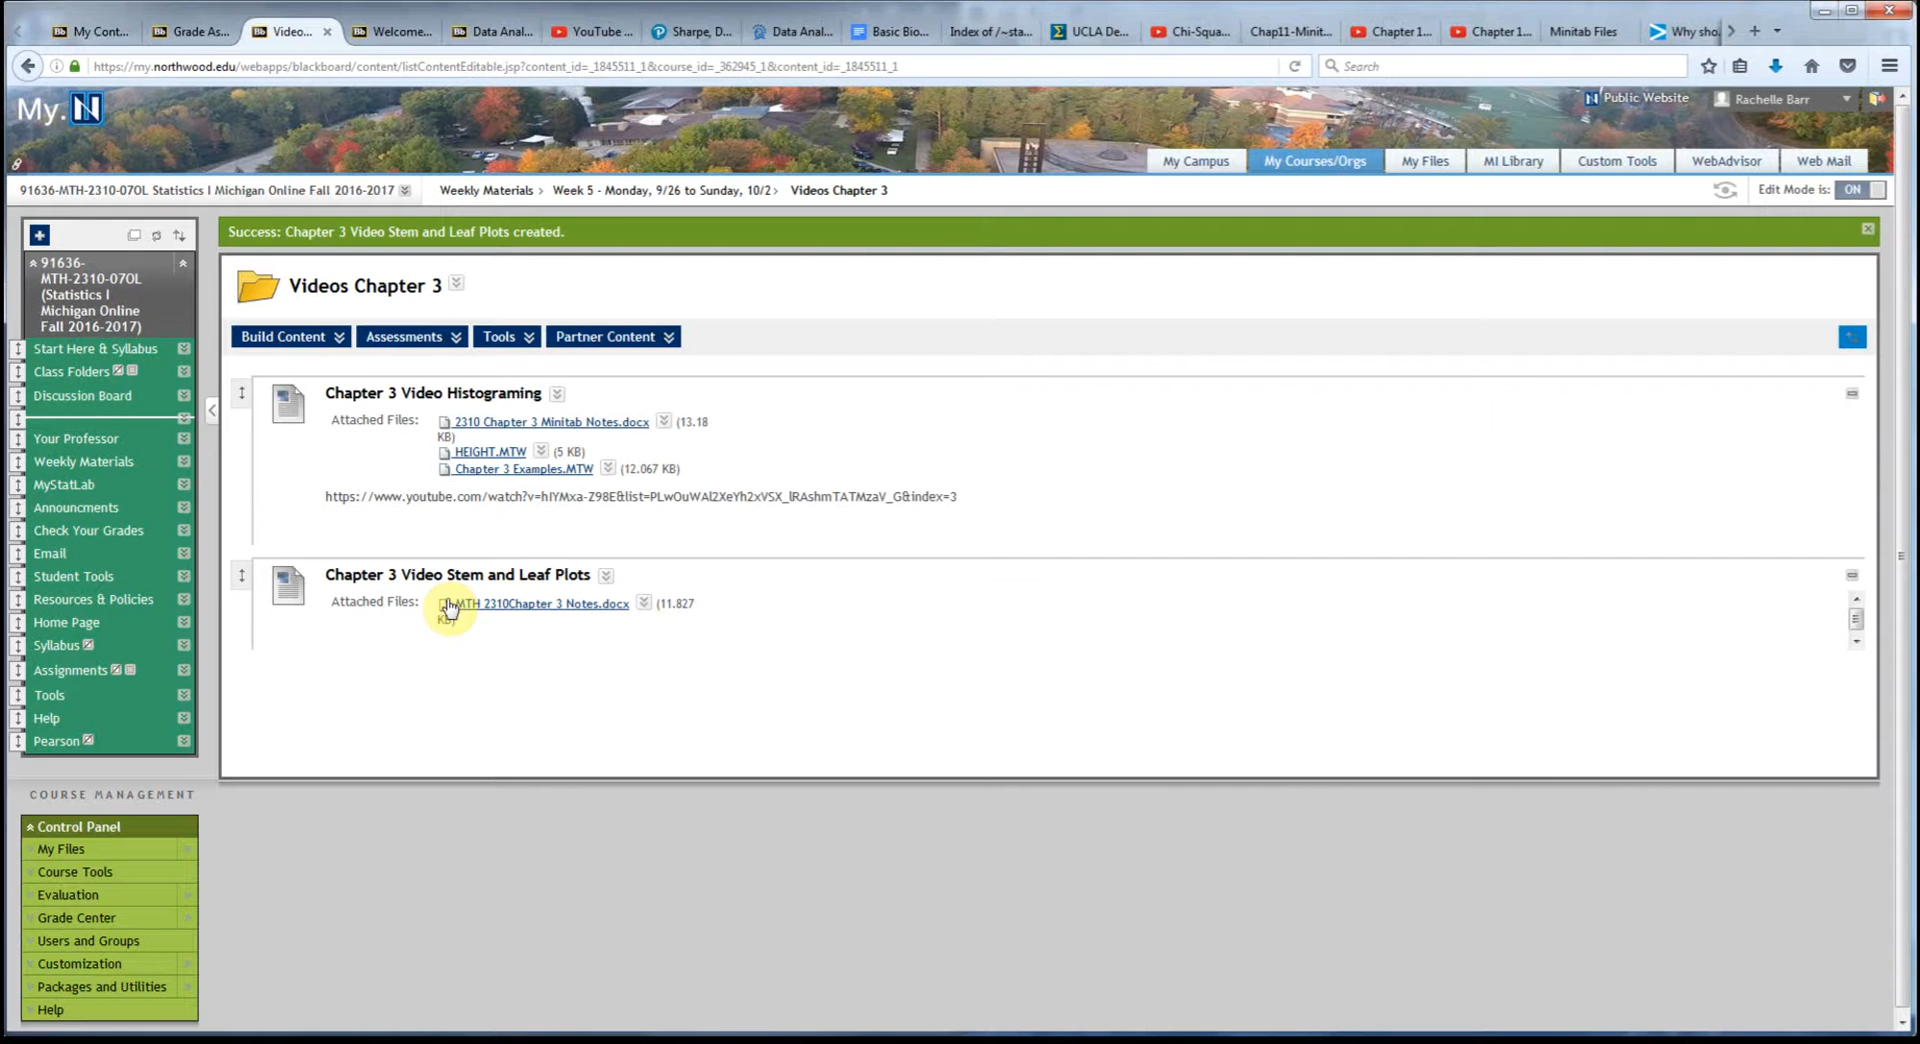 My Cont...
Grade As...
Video...
Welcome...
Data Anal...
YouTube ...
Sharpe, D...
Data Anal...
Basic Bio...
Index of /~sta...
UCLA De...
Chi-Squa...
Chap11-Minit...
Chapter 1...
Chapter 1...
Minitab Files
Why sho...
https://my.northwood.edu/webapps/blackboard/content/listContentEditable.jsp?content_id=_1845511_1&course_id=_362945_1&content_id=_1845511_1
Search
My.N
Public Website
Rachelle Barr
My Campus
My Courses/Orgs
My Files
MI Library
Custom Tools
WebAdvisor
Web Mail
91636-MTH-2310-07OL Statistics I Michigan Online Fall 2016-2017
Weekly Materials > Week 5 - Monday, 9/26 to Sunday, 10/2 > Videos Chapter 3
Edit Mode is: ON
Success: Chapter 3 Video Stem and Leaf Plots created.
91636-
MTH-2310-07OL
(Statistics I
Michigan Online
Fall 2016-2017)
Start Here & Syllabus
Class Folders
Discussion Board
Your Professor
Weekly Materials
MyStatLab
Announcments
Check Your Grades
Email
Student Tools
Resources & Policies
Home Page
Syllabus
Assignments
Tools
Help
Pearson
COURSE MANAGEMENT
Control Panel
My Files
Course Tools
Evaluation
Grade Center
Users and Groups
Customization
Packages and Utilities
Help
Videos Chapter 3
Build Content
Assessments
Tools
Partner Content
Chapter 3 Video Histograming
Attached Files: 2310 Chapter 3 Minitab Notes.docx (13.18
KB)
HEIGHT.MTW (5 KB)
Chapter 3 Examples.MTW (12.067 KB)
https://www.youtube.com/watch?v=hIYMxa-Z98E&list=PLwOuWAl2XeYh2xVSX_lRAshmTATMzaV_G&index=3
Chapter 3 Video Stem and Leaf Plots
Attached Files: MTH 2310Chapter 3 Notes.docx (11.827
KB)